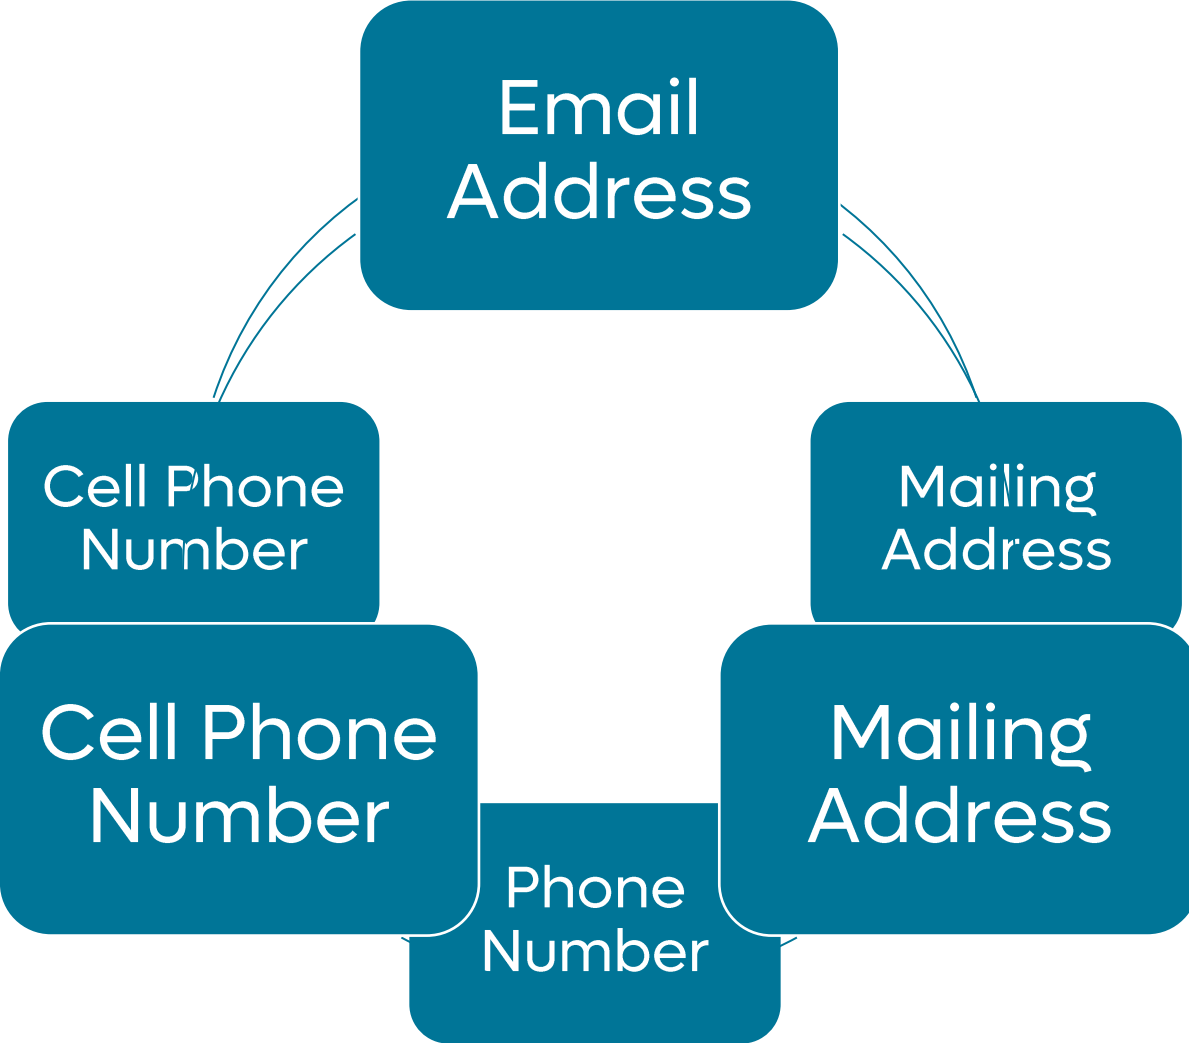 Email
Address
Cell Phone
Number
Mailing
Address
Cell Phone
Number
Mailing
Address
Phone
Number